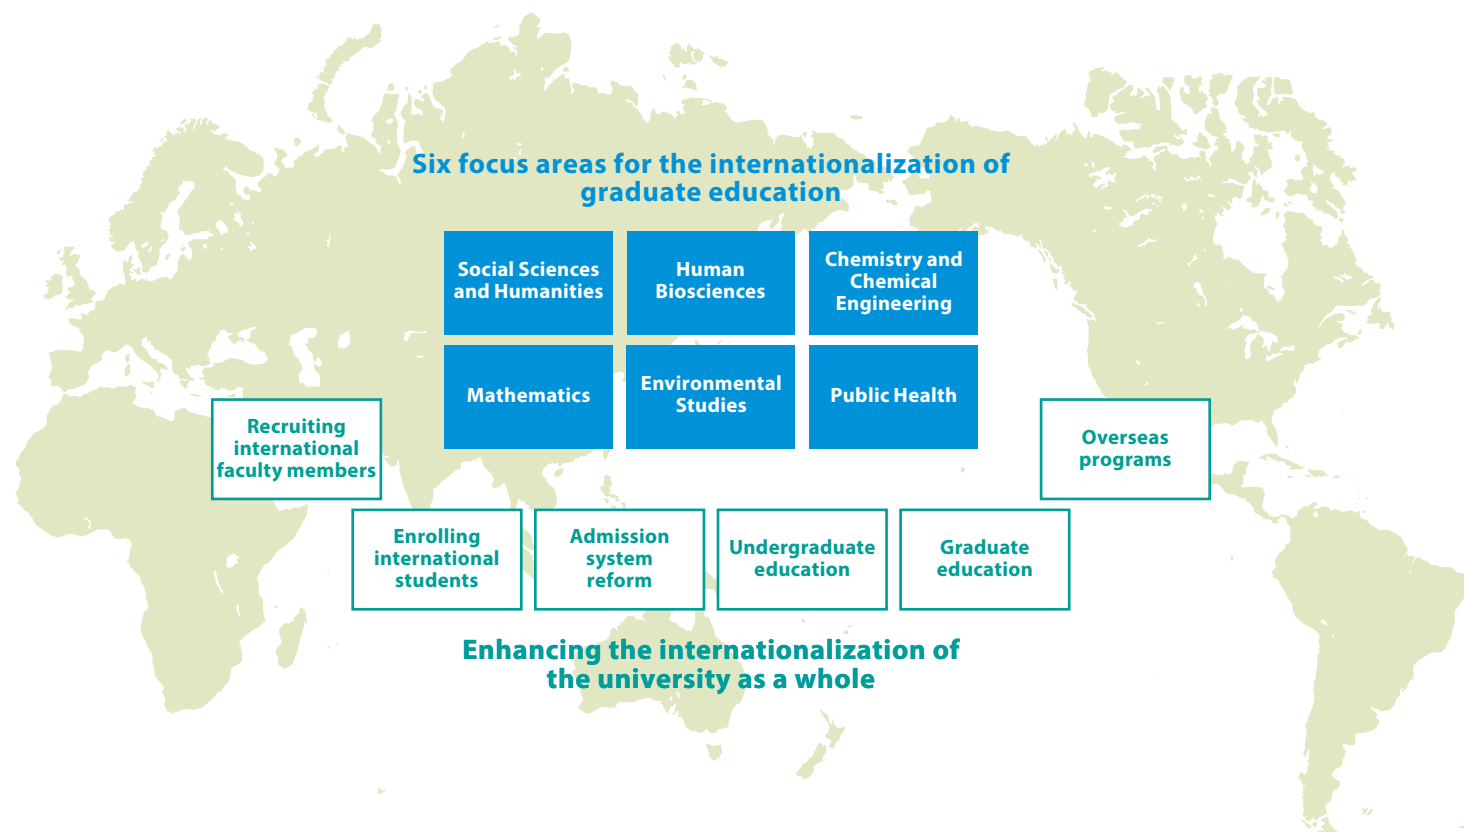 Six focus areas for the internationalization of
graduate education
Social Sciences
and Humanities
Human
Biosciences
Chemistry and
Chemical
Engineering
Mathematics
Environmental
Studies
Public Health
Recruiting
international
faculty members
Overseas
programs
Enrolling
international
students
Admission
system
reform
Undergraduate
education
Graduate
education
Enhancing the internationalization of
the university as a whole